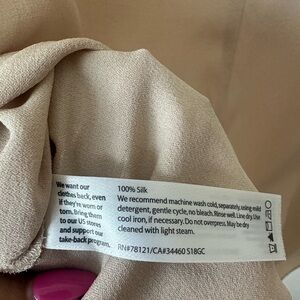 We want our
clothes back, even
if they're worn or
torn. Bring them
to our US stores
and support our
take-back program.
100% Silk
We recommend machine wash cold, separately, using mild
detergent, gentle cycle, no bleach. Rinse well. Line dry. Use
cool iron, if necessary. Do not overpress. May be dry
cleaned with light steam.
RN#78121/CA#34460 S18GC